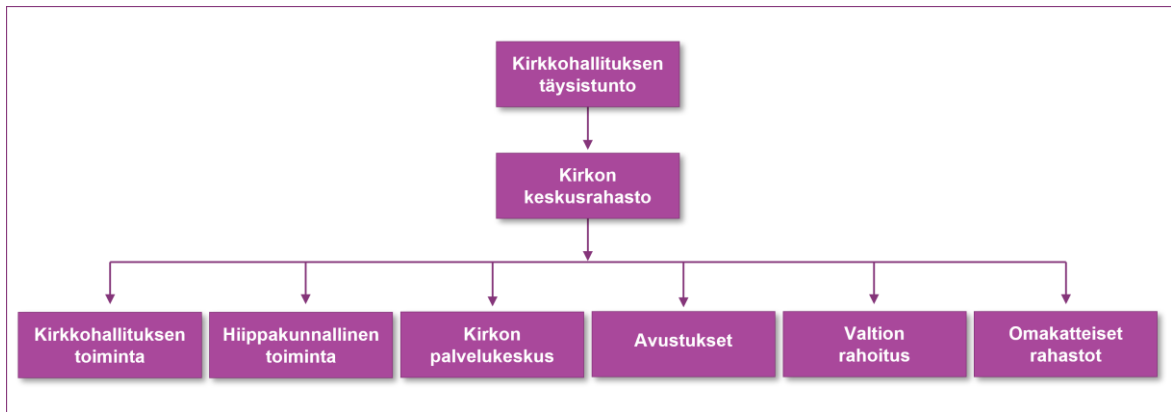 Kirkkohallituksen
täysistunto
Kirkon
keskusrahasto
Kirkkohallituksen
toiminta
Hiippakunnallinen
toiminta
Kirkon
palvelukeskus
Avustukset
Valtion
rahoitus
Omakatteiset
rahastot